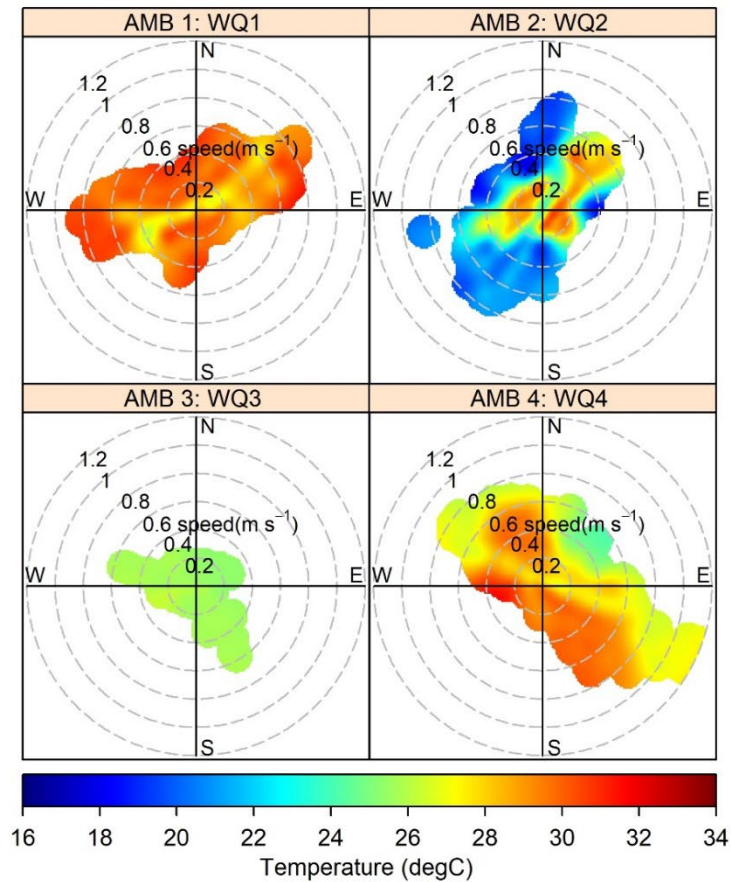 AMB 1: WQ1
N
1.2
1
0.8
0.6 speed(m s⁻¹)
0.4
0.2
W
E
S
AMB 2: WQ2
N
1.2
1
0.8
0.6 speed(m s⁻¹)
0.4
0.2
W
E
S
AMB 3: WQ3
N
1.2
1
0.8
0.6 speed(m s⁻¹)
0.4
0.2
W
E
S
AMB 4: WQ4
N
1.2
1
0.8
0.6 speed(m s⁻¹)
0.4
0.2
W
E
S
16 18 20 22 24 26 28 30 32 34
Temperature (degC)